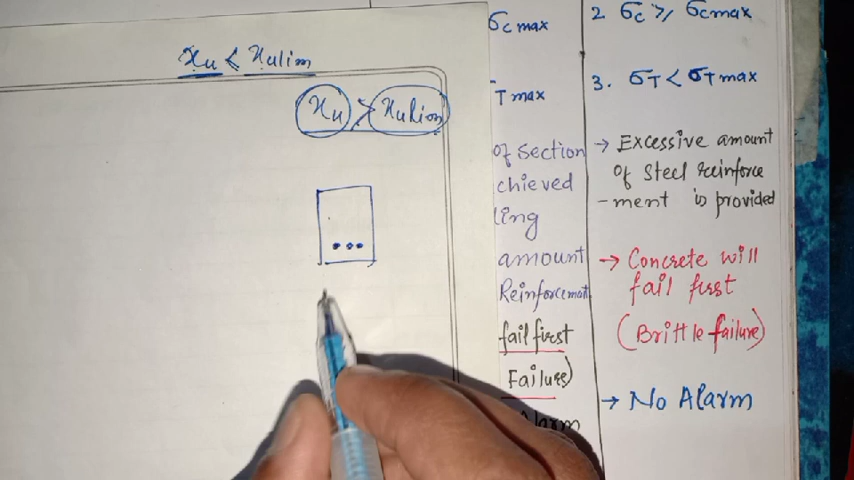 xu < xulim
xu > xulim
σc max
T max
of section
chieved
ling
amount
Reinforcement
fail first
Failure)
2. σc ⩾ σcmax
3. σT < σT max
→ Excessive amount
of steel reinforce
-ment is provided
→ Concrete will
fail first
(Brittle failure)
→ No Alarm